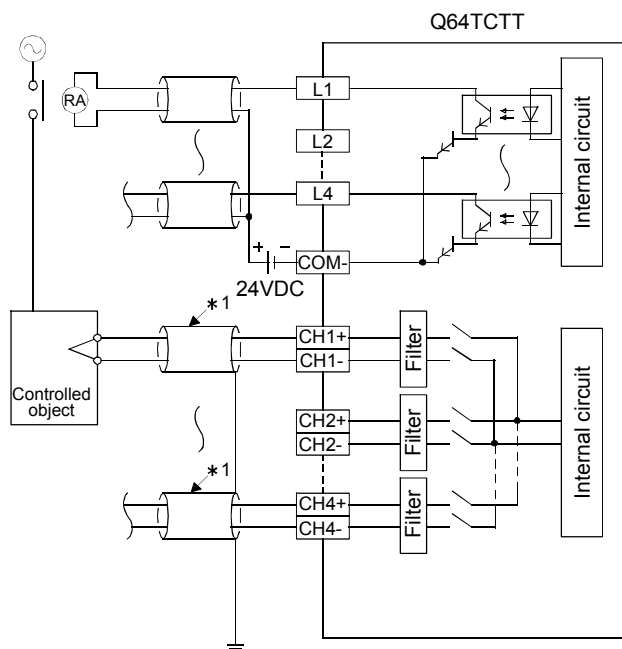 Q64TCTT
RA
L1
L2
L4
COM-
+ -
24VDC
Internal circuit
*1
CH1+
CH1-
Filter
Controlled
object
CH2+
CH2-
Filter
Internal circuit
*1
CH4+
CH4-
Filter